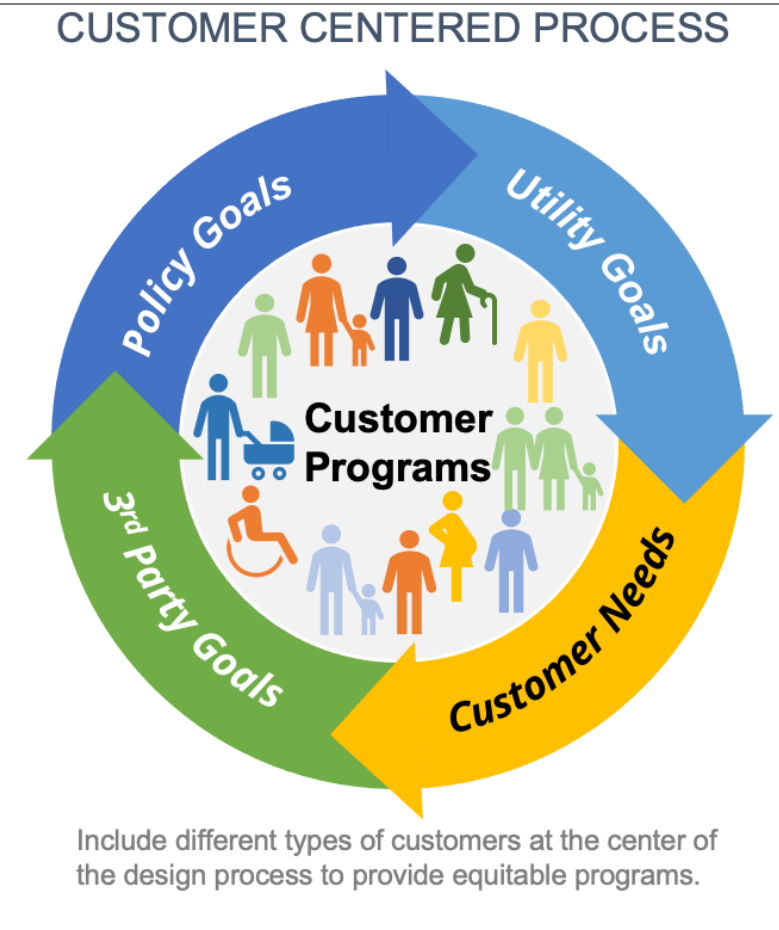 CUSTOMER CENTERED PROCESS
Policy Goals
Utility Goals
Customer
Programs
3rd Party Goals
Customer Needs
Include different types of customers at the center of
the design process to provide equitable programs.